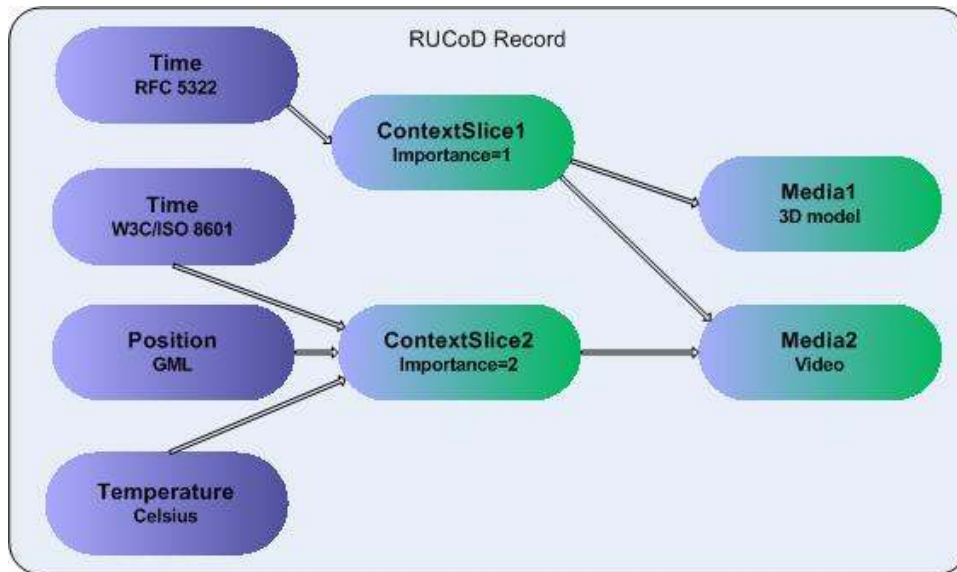 RUCoD Record
Time
RFC 5322
ContextSlice1
Importance=1
Time
W3C/ISO 8601
Media1
3D model
Position
GML
ContextSlice2
Importance=2
Media2
Video
Temperature
Celsius